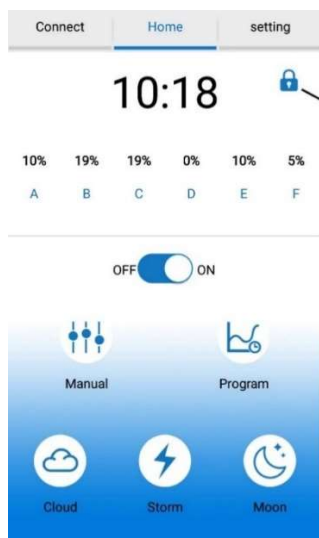 Connect Home setting
10:18
10% 19% 19% 0% 10% 5%
A B C D E F
OFF ON
Manual Program
Cloud Storm Moon